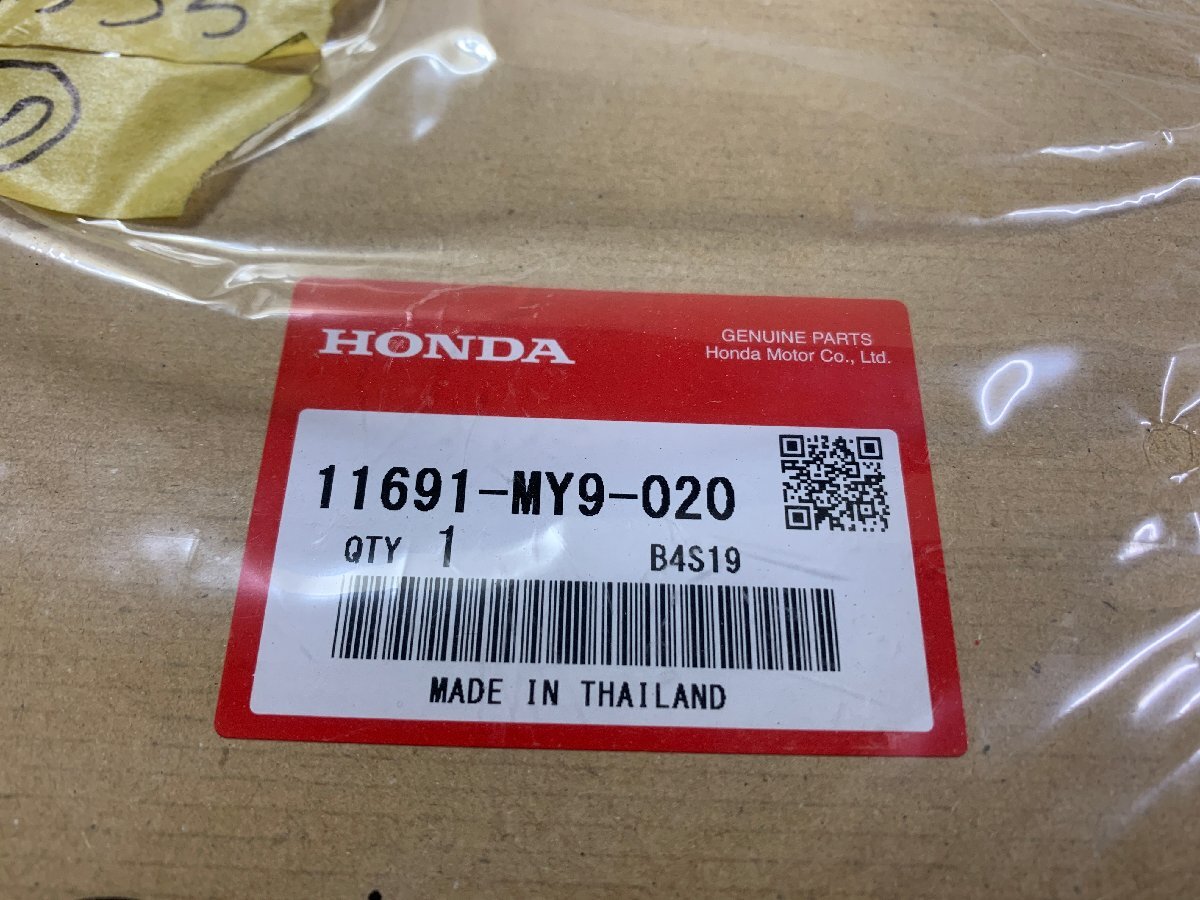 HONDA
GENUINE PARTS
Honda Motor Co., Ltd.
11691-MY9-020
QTY 1 B4S19
MADE IN THAILAND